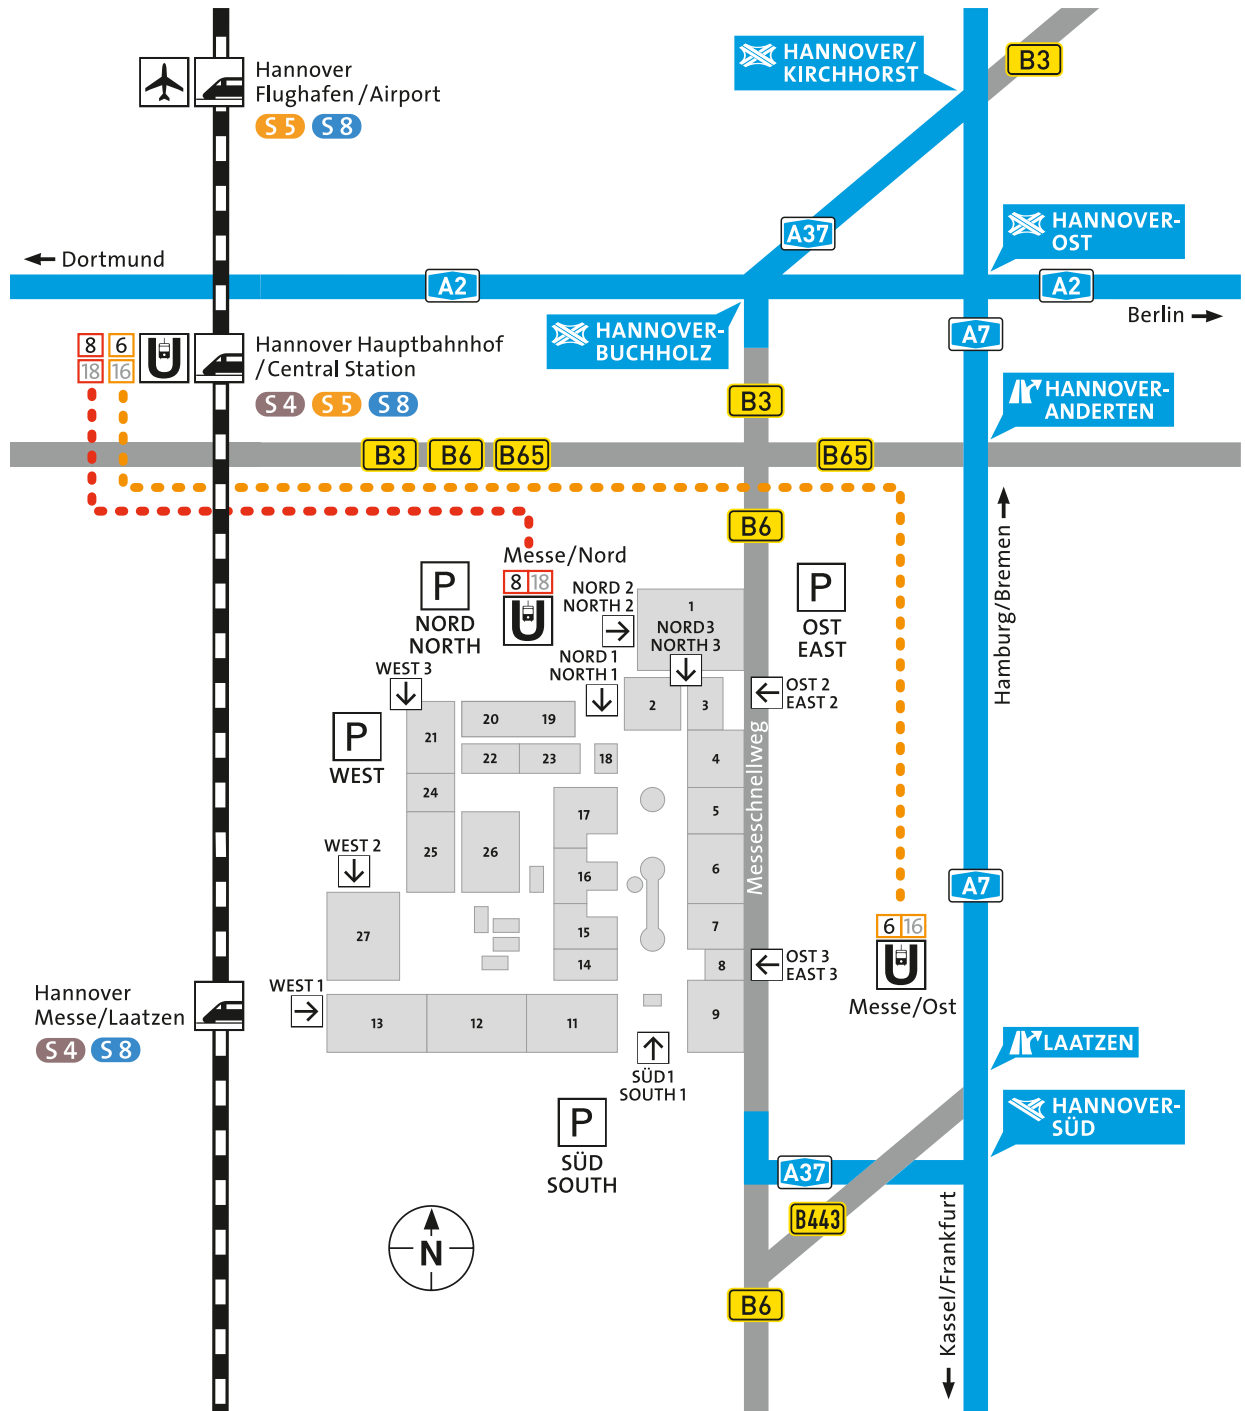 Hannover
Flughafen/Airport
S 5 S 8
HANNOVER/
KIRCHHORST
B3
A37
HANNOVER-
OST
← Dortmund
A2
A2
Berlin →
HANNOVER-
BUCHHOLZ
A7
8 6
18 16
U
Hannover Hauptbahnhof
/Central Station
S 4 S 5 S 8
B3
HANNOVER-
ANDERTEN
B3 B6 B65
B65
B6
Hamburg/Bremen →
Messe/Nord
8 18
U
P
NORD
NORTH
NORD 2
NORTH 2
1
NORD3
NORTH 3
P
OST
EAST
NORD 1
NORTH 1
WEST 3
OST 2
EAST 2
2
3
P
WEST
21
20
19
22
23
18
4
Messeschnellweg
24
17
5
WEST 2
25
26
16
6
A7
27
15
7
6 16
U
Messe/Ost
14
8
OST 3
EAST 3
WEST 1
Hannover
Messe/Laatzen
S 4 S 8
13
12
11
9
LAATZEN
SÜD1
SOUTH 1
P
SÜD
SOUTH
HANNOVER-
SÜD
A37
B443
N
B6
← Kassel/Frankfurt